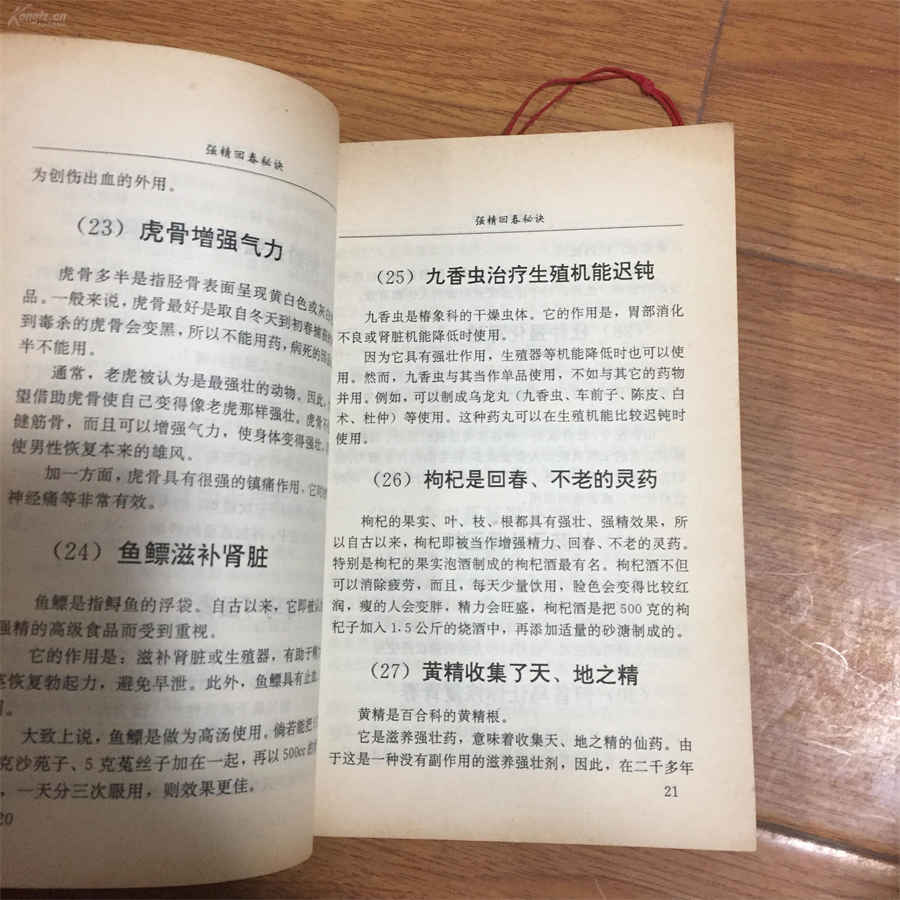 Kongfz.cn
强精回春秘诀
为创伤出血的外用。
（23）虎骨增强气力
虎骨多半是指胫骨表面呈现黄白色或灰白
品。一般来说，虎骨最好是取自冬天到初春捕
到毒杀的虎骨会变黑，所以不能用药，病死的
半不能用。
通常，老虎被认为是最强壮的动物。因此，
望借助虎骨使自己变得像老虎那样强壮。虎骨不
健筋骨，而且可以增强气力，使身体变得强壮，
使男性恢复本来的雄风。
加一方面，虎骨具有很强的镇痛作用，它
神经痛等非常有效。
（24）鱼鳔滋补肾脏
鱼鳔是指鲟鱼的浮袋。自古以来，它即被
强精的高级食品而受到重视。
它的作用是：滋补肾脏或生殖器，有助于
恢复勃起力，避免早泄。此外，鱼鳔具有止血
大致上说，鱼鳔是做为高汤使用。倘若能把
克沙苑子、5克菟丝子加在一起，再以500cc
，一天分三次服用，则效果更佳。
20
强精回春秘诀
（25）九香虫治疗生殖机能迟钝
九香虫是椿象科的干燥虫体。它的作用是，胃部消化
不良或肾脏机能降低时使用。
因为它具有强壮作用，生殖器等机能降低时也可以使
用。然而，九香虫与其当作单品使用，不如与其它的药物
并用。例如，可以制成乌龙丸（九香虫、车前子、陈皮、白
术、杜仲）等使用。这种药丸可以在生殖机能比较迟钝时
使用。
（26）枸杞是回春、不老的灵药
枸杞的果实、叶、枝、根都具有强壮、强精效果，所
以自古以来，枸杞即被当作增强精力、回春、不老的灵药。
特别是枸杞的果实泡酒制成的枸杞酒最有名。枸杞酒不但
可以消除疲劳，而且，每天少量饮用，脸色会变得比较红
润，瘦的人会变胖，精力会旺盛，枸杞酒是把500克的枸
杞子加入1.5公斤的烧酒中，再添加适量的砂溏制成的。
（27）黄精收集了天、地之精
黄精是百合科的黄精根。
它是滋养强壮药，意味着收集天、地之精的仙药。由
于这是一种没有副作用的滋养强壮剂，因此，在二千多年
21